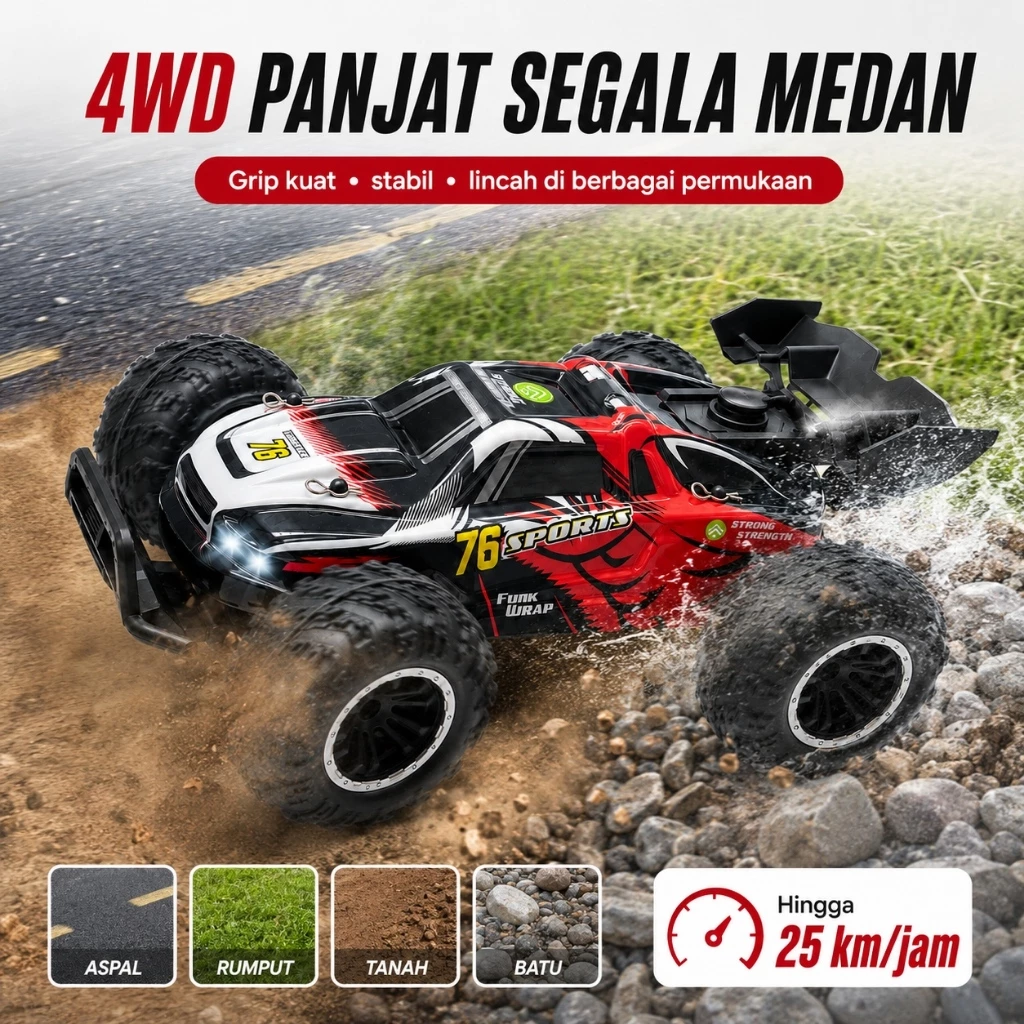 4WD PANJAT SEGALA MEDAN
Grip kuat • stabil • lincah di berbagai permukaan
76
76 SPORTS
STRONG
STRENGTH
FUNK
WRAP
ASPAL
RUMPUT
TANAH
BATU
Hingga
25 km/jam